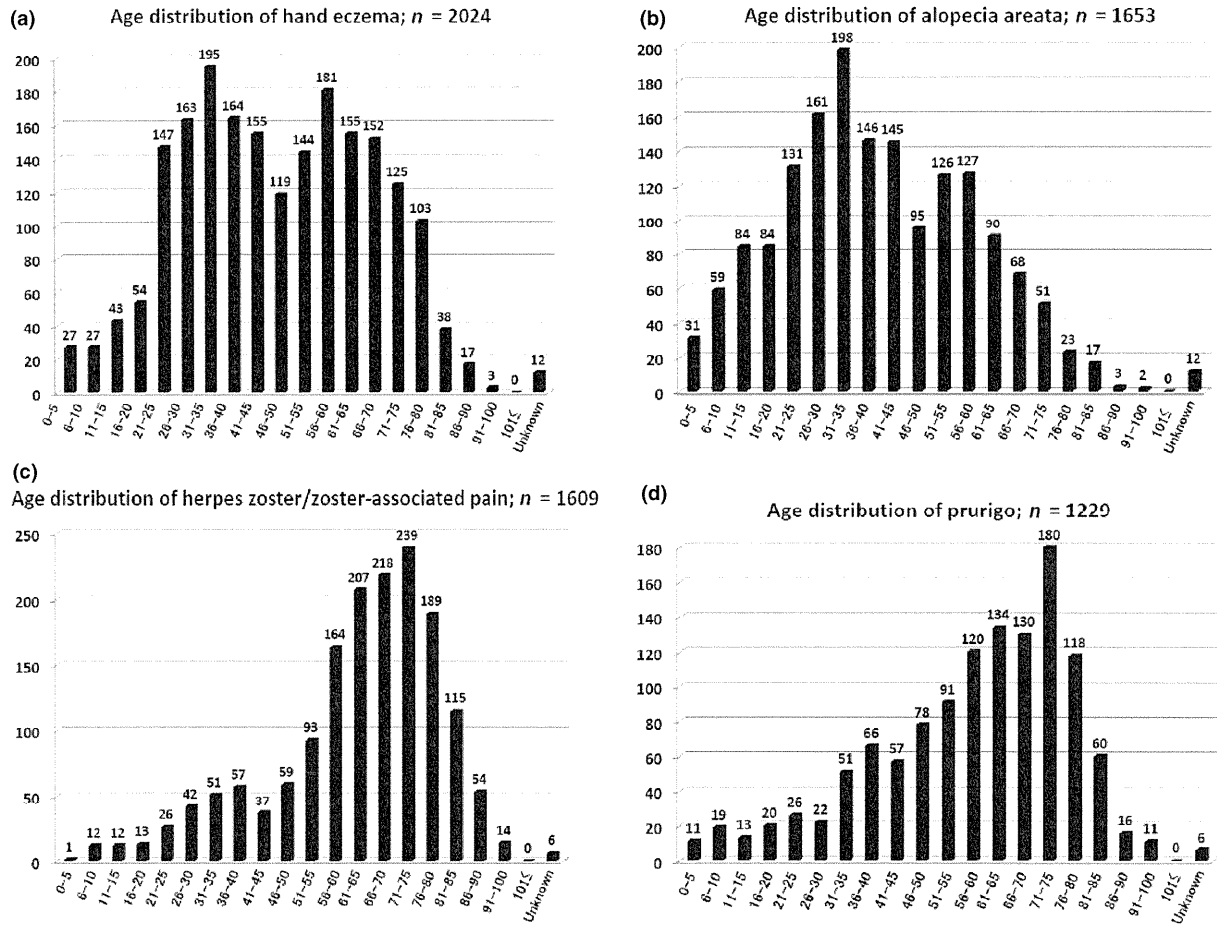 (a)
Age distribution of hand eczema; n = 2024
200
180
160
140
120
100
80
60
40
20
0
27 27 43 54 147 163 195 164 155 119 144 181 155 152 125 103 38 17 3 0 12
0–5 6–10 11–15 16–20 21–25 26–30 31–35 36–40 41–45 46–50 51–55 56–60 61–65 66–70 71–75 76–80 81–85 86–90 91–100 101≤ Unknown
(b)
Age distribution of alopecia areata; n = 1653
200
180
160
140
120
100
80
60
40
20
0
31 59 84 84 131 161 198 146 145 95 126 127 90 68 51 23 17 3 2 0 12
0–5 6–10 11–15 16–20 21–25 26–30 31–35 36–40 41–45 46–50 51–55 56–60 61–65 66–70 71–75 76–80 81–85 86–90 91–100 101≤ Unknown
(c)
Age distribution of herpes zoster/zoster-associated pain; n = 1609
250
200
150
100
50
0
1 12 12 13 26 42 51 57 37 59 93 164 207 218 239 189 115 54 14 0 6
0–5 6–10 11–15 16–20 21–25 26–30 31–35 36–40 41–45 46–50 51–55 56–60 61–65 66–70 71–75 76–80 81–85 86–90 91–100 101≤ Unknown
(d)
Age distribution of prurigo; n = 1229
180
160
140
120
100
80
60
40
20
0
11 19 13 20 26 22 51 66 57 78 91 120 134 130 180 118 60 16 11 0 6
0–5 6–10 11–15 16–20 21–25 26–30 31–35 36–40 41–45 46–50 51–55 56–60 61–65 66–70 71–75 76–80 81–85 86–90 91–100 101≤ Unknown